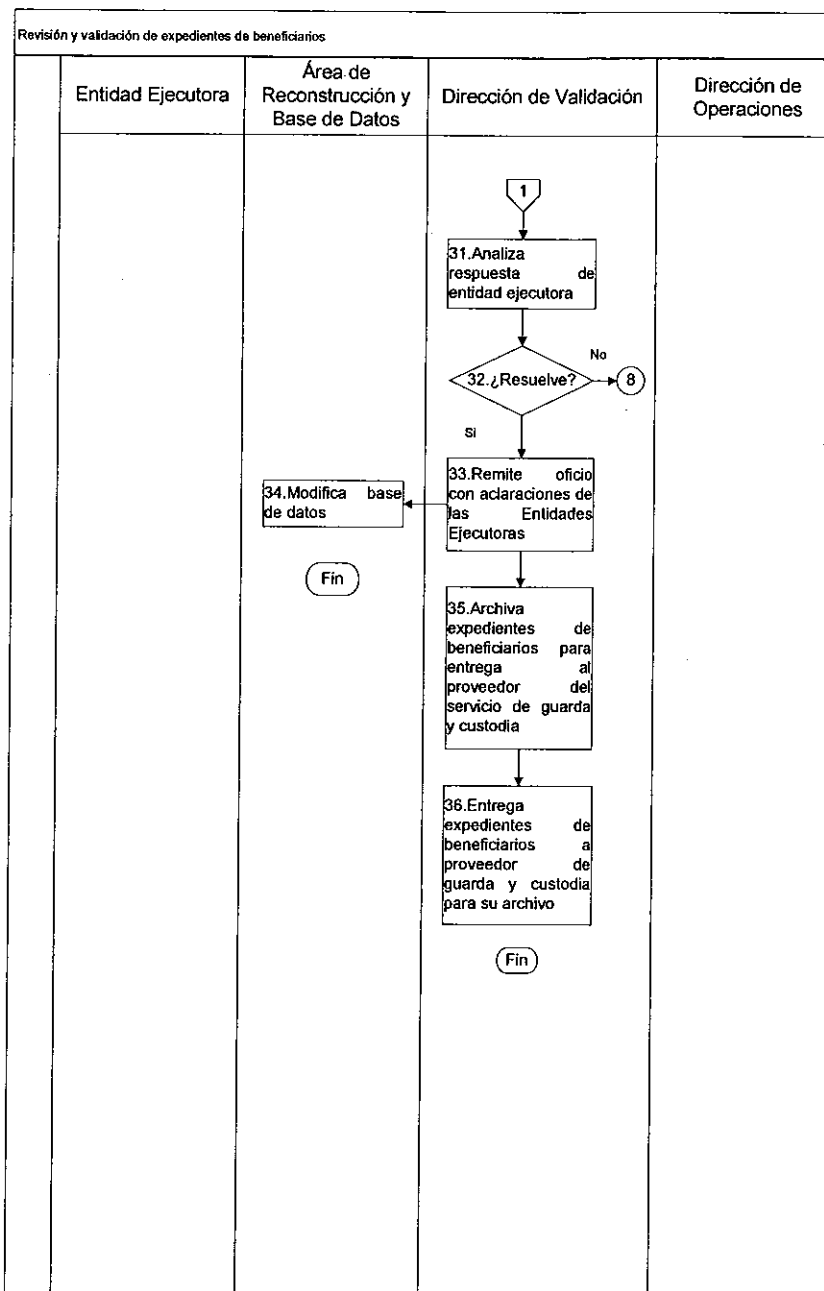 Revisión y validación de expedientes de beneficiarios
Entidad Ejecutora
Área de
Reconstrucción y
Base de Datos
Dirección de Validación
Dirección de
Operaciones
1
31.Analiza
respuesta de
entidad ejecutora
32.¿Resuelve?
No
8
Si
33.Remite oficio
con aclaraciones de
las Entidades
Ejecutoras
34.Modifica base
de datos
Fin
35.Archiva
expedientes de
beneficiarios para
entrega al
proveedor del
servicio de guarda
y custodia
36.Entrega
expedientes de
beneficiarios a
proveedor de
guarda y custodia
para su archivo
Fin